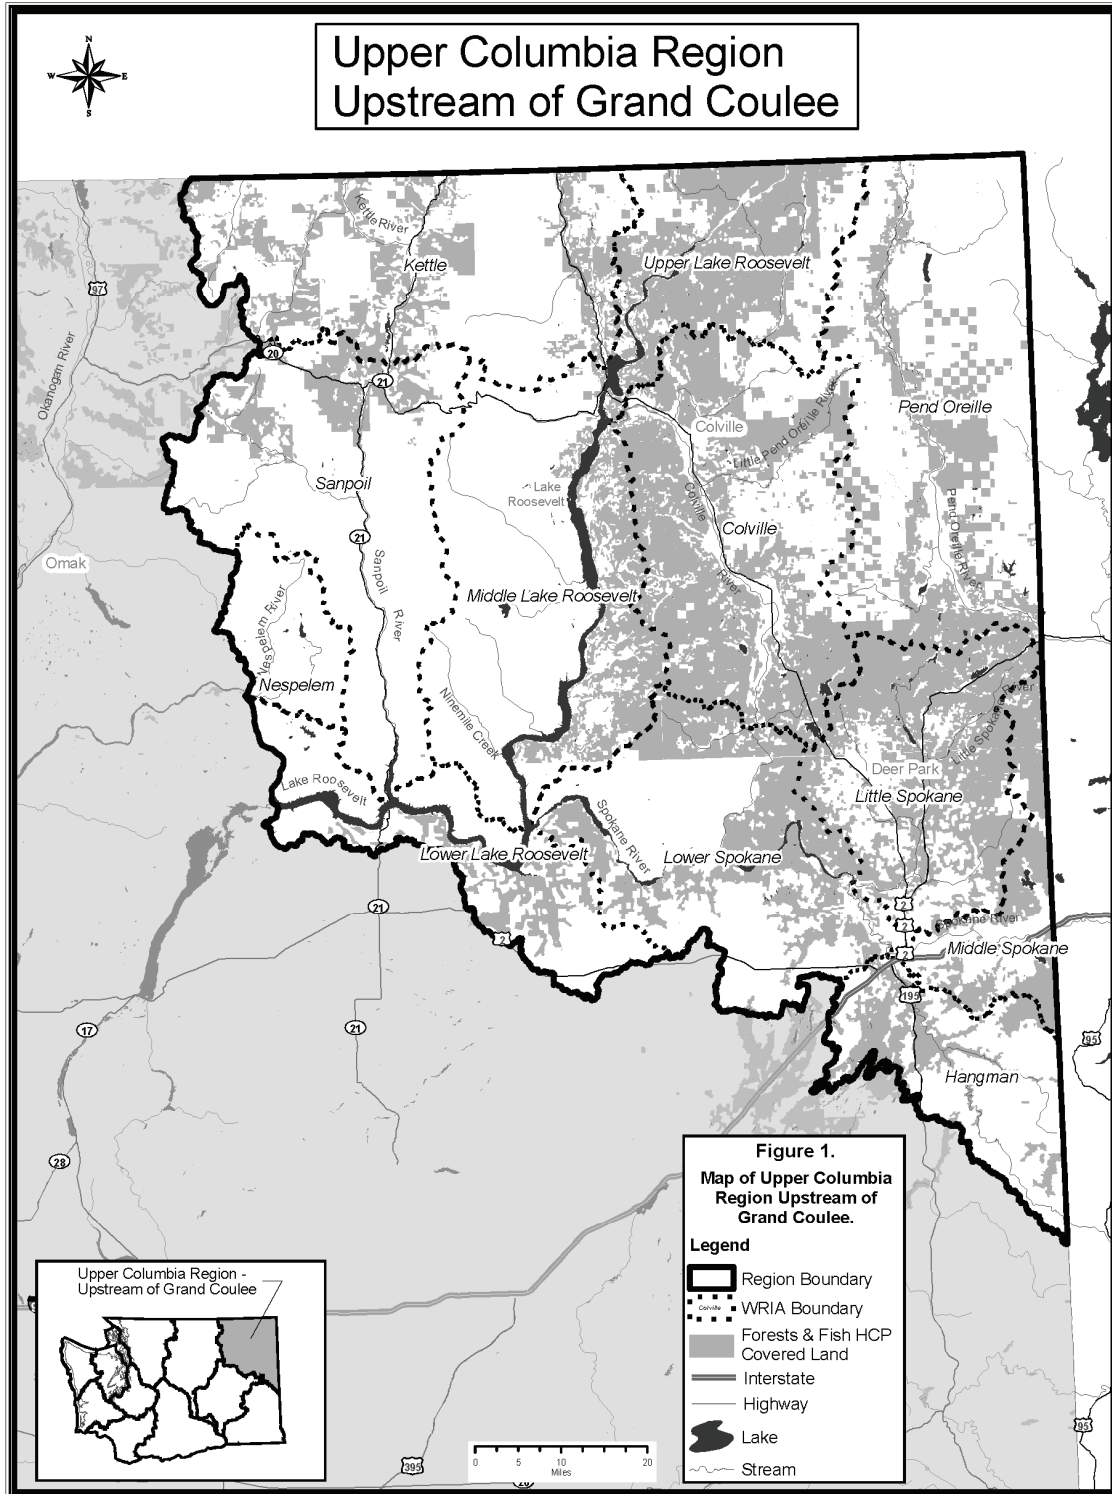 Upper Columbia Region
Upstream of Grand Coulee
N
W
E
S
Kettle River
Kettle
Upper Lake Roosevelt
97
Okanogan River
20
21
Pend Oreille
Colville
Little Pend Oreille River
Sanpoil
Lake
Roosevelt
Colville
River
Colville
Pend Oreille River
21
Omak
Sanpoil
River
Middle Lake Roosevelt
Nespelem River
Nespelem
Ninemile Creek
Little Spokane River
Deer Park
Little Spokane
Lake Roosevelt
Spokane River
Lower Lake Roosevelt
Lower Spokane
21
2
2
2
Spokane River
2
Middle Spokane
195
17
21
95
Hangman
28
Figure 1.
Map of Upper Columbia
Region Upstream of
Grand Coulee.
Legend
Region Boundary
Colville
WRIA Boundary
Forests & Fish HCP
Covered Land
Interstate
Highway
Lake
Stream
Upper Columbia Region -
Upstream of Grand Coulee
0 5 10 20
Miles
395
95